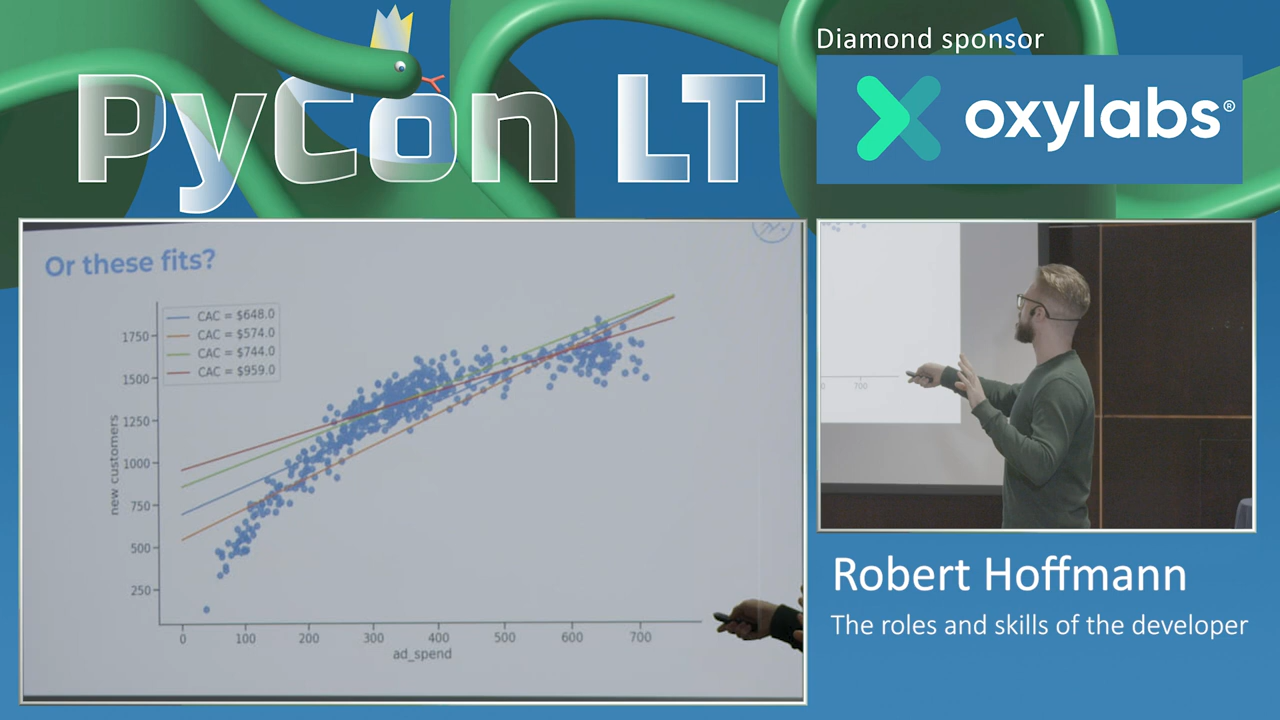 PyCon LT
Diamond sponsor
oxylabs®
Or these fits?
CAC = $648.0
CAC = $574.0
CAC = $744.0
CAC = $959.0
new customers
1750
1500
1250
1000
750
500
250
0 100 200 300 400 500 600 700
ad_spend
0 700
Robert Hoffmann
The roles and skills of the developer